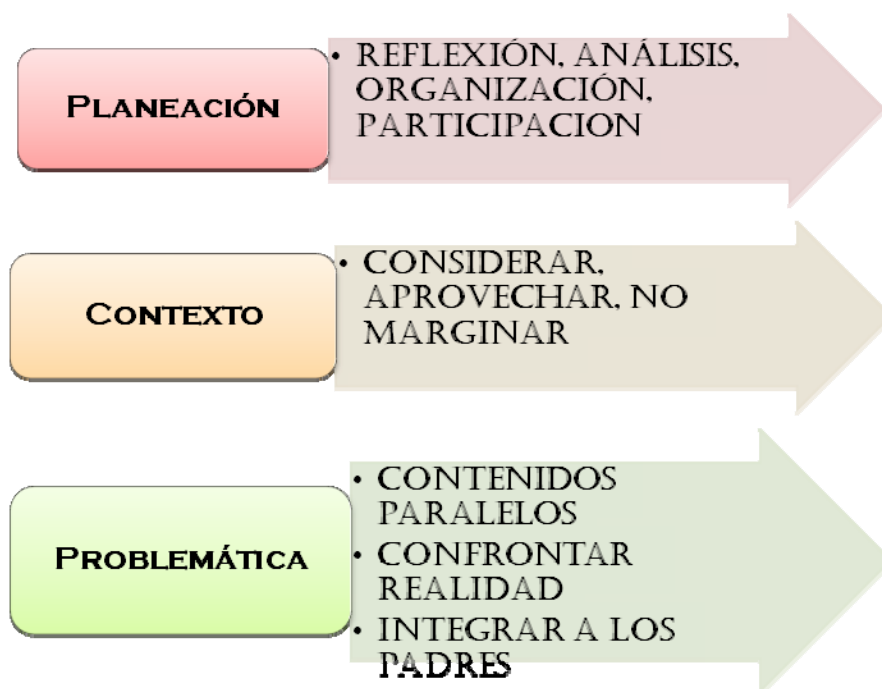 Planeación
• Reflexión, análisis,
organización,
participacion
Contexto
• Considerar,
aprovechar, no
marginar
Problemática
• Contenidos
paralelos
• Confrontar
realidad
• Integrar a los
padres